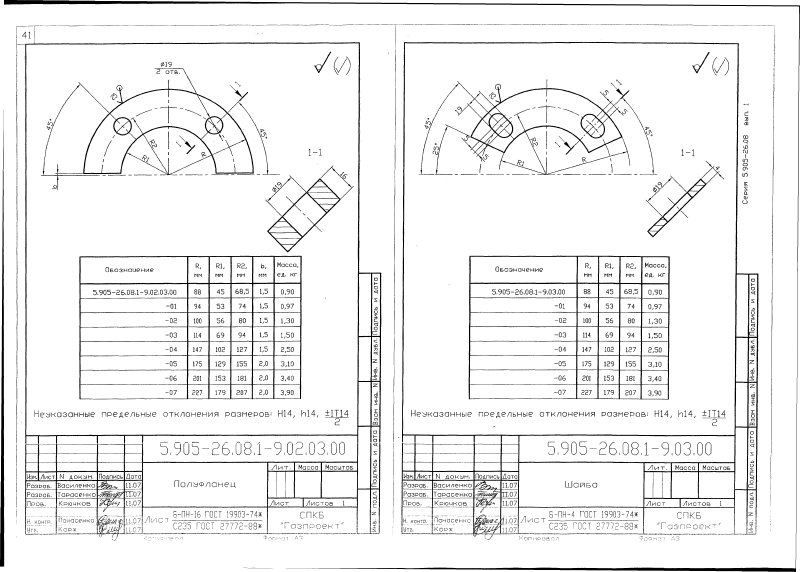 41
Серия 5.905-26.08 вып. 1
∅19
2 отв.
45°
45°
R5
R2
R1
R
1
1
b
1-1
∅19
16
Обозначение R, мм R1, мм R2, мм b, мм Масса, ед. кг
5.905-26.08.1-9.02.03.00 88 45 68,5 1,5 0,90
-01 94 53 74 1,5 0,97
-02 100 56 80 1,5 1,30
-03 114 69 94 1,5 1,50
-04 147 102 127 1,5 2,50
-05 175 129 155 2,0 3,10
-06 201 153 181 2,0 3,40
-07 227 179 207 2,0 3,90
Неуказанные предельные отклонения размеров: H14, h14, ±IT14/2
5.905-26.08.1-9.02.03.00
Изм. Лист N докум. Подпись Дата
Разраб. Василенко 11.07
Разраб. Тарасенко 11.07
Пров. Крючков 11.07
Н. контр. Панасенко 11.07
Утв. Корх 11.07
Полуфланец
Лит. Масса Масштаб
Лист Листов 1
Лист Б-ПН-16 ГОСТ 19903-74*
С235 ГОСТ 27772-88*
СПКБ
"Газпроект"
Копировал Формат А3
Инв. N подл. Подпись и дата Взам инв. N Инв. N дубл. Подпись и дата
45°
25°
19
45°
R5
R2
R1
R
1
1
1-1
∅19
4
Обозначение R, мм R1, мм R2, мм Масса, ед. кг
5.905-26.08.1-9.03.00 88 45 68,5 0,90
-01 94 53 74 0,97
-02 100 56 80 1,30
-03 114 69 94 1,50
-04 147 102 127 2,50
-05 175 129 155 3,10
-06 201 153 181 3,40
-07 227 179 207 3,90
Неуказанные предельные отклонения размеров: H14, h14, ±IT14/2
5.905-26.08.1-9.03.00
Изм. Лист N докум. Подпись Дата
Разраб. Василенко 11.07
Разраб. Тарасенко 11.07
Пров. Крючков 11.07
Н. контр. Панасенко 11.07
Утв. Корх 11.07
Шайба
Лит. Масса Масштаб
Лист Листов 1
Лист Б-ПН-4 ГОСТ 19903-74*
С235 ГОСТ 27772-88*
СПКБ
"Газпроект"
Копировал Формат А3
Инв. N подл. Подпись и дата Взам инв. N Инв. N дубл. Подпись и дата